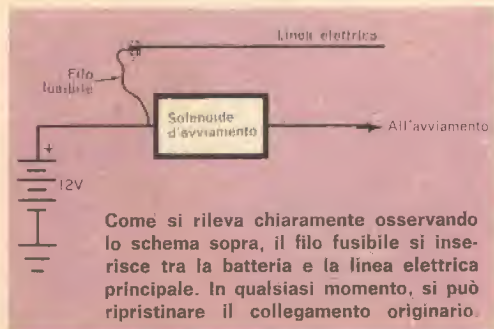 Linea elettrica
Filo
fusibile
Solenoide
d'avviamento
All'avviamento
+
12V
Come si rileva chiaramente osservando
lo schema sopra, il filo fusibile si inse-
risce tra la batteria e la linea elettrica
principale. In qualsiasi momento, si può
ripristinare il collegamento originario.